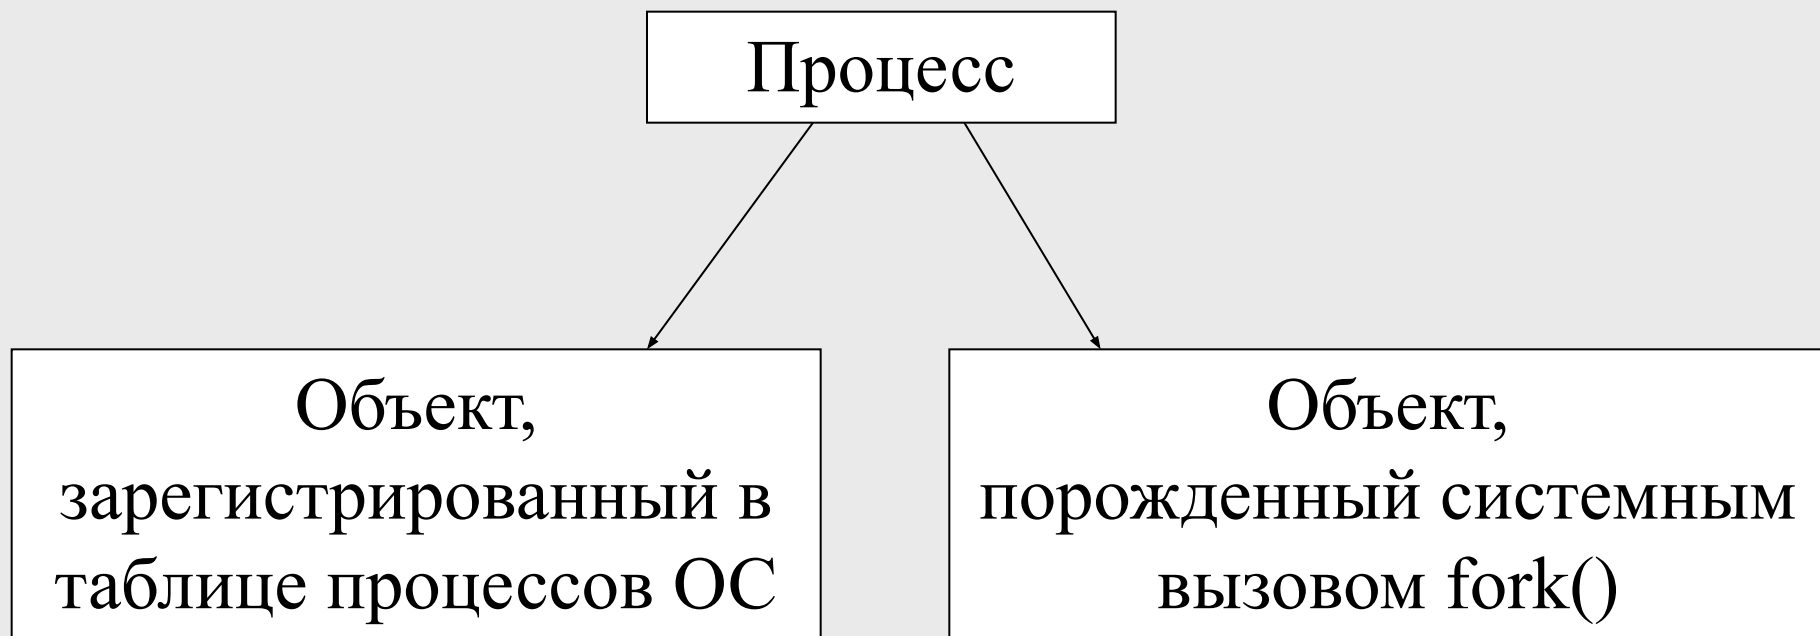 Процесс
Объект,
зарегистрированный в
таблице процессов ОС
Объект,
порожденный системным
вызовом fork()